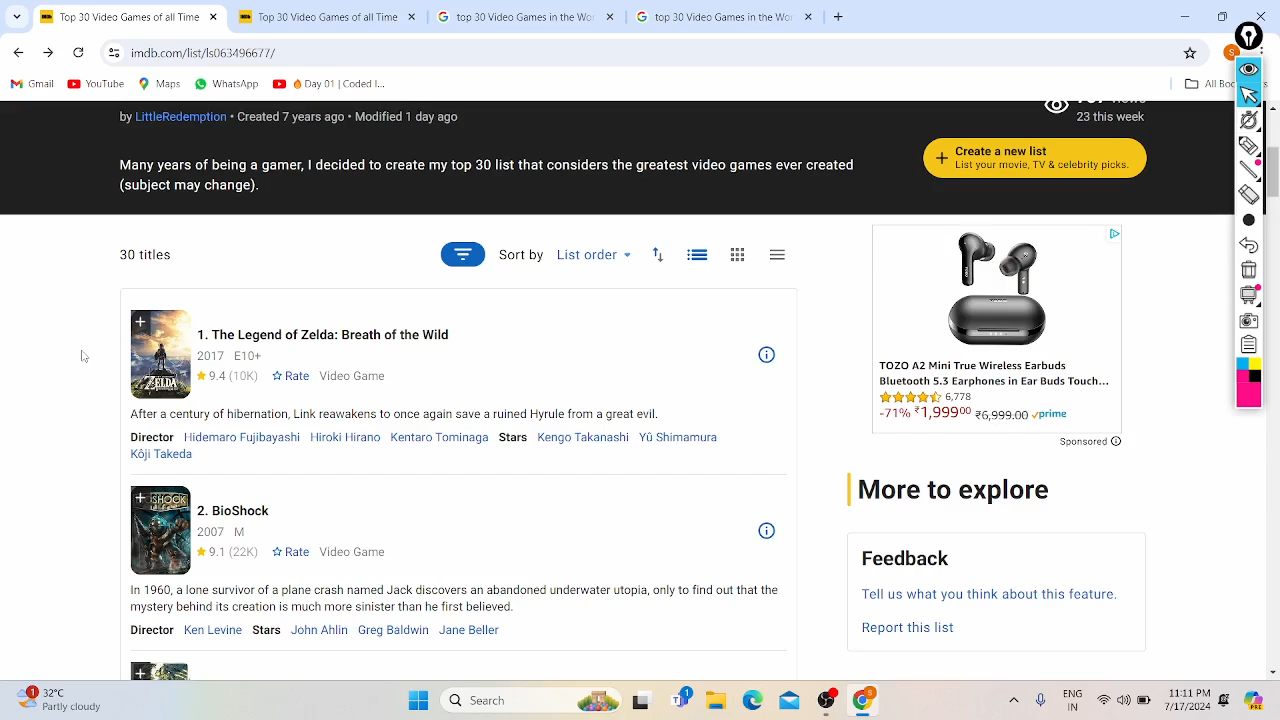 Top 30 Video Games of all Time
Top 30 Video Games of all Time
top 30 Video Games in the Wor
top 30 Video Games in the Wor
imdb.com/list/ls063496677/
Gmail
YouTube
Maps
WhatsApp
Day 01 | Coded I...
All Boo
by LittleRedemption • Created 7 years ago • Modified 1 day ago
23 this week
Many years of being a gamer, I decided to create my top 30 list that considers the greatest video games ever created
(subject may change).
Create a new list
List your movie, TV & celebrity picks.
30 titles
Sort by List order
1. The Legend of Zelda: Breath of the Wild
2017 E10+
9.4 (10K) Rate Video Game
After a century of hibernation, Link reawakens to once again save a ruined Hyrule from a great evil.
Director Hidemaro Fujibayashi Hiroki Hirano Kentaro Tominaga Stars Kengo Takanashi Yû Shimamura
Kôji Takeda
2. BioShock
2007 M
9.1 (22K) Rate Video Game
In 1960, a lone survivor of a plane crash named Jack discovers an abandoned underwater utopia, only to find out that the
mystery behind its creation is much more sinister than he first believed.
Director Ken Levine Stars John Ahlin Greg Baldwin Jane Beller
TOZO A2 Mini True Wireless Earbuds
Bluetooth 5.3 Earphones in Ear Buds Touch...
6,778
-71% ₹1,999⁰⁰ ₹6,999.00 prime
Sponsored
More to explore
Feedback
Tell us what you think about this feature.
Report this list
32°C
Partly cloudy
Search
ENG
IN
11:11 PM
7/17/2024